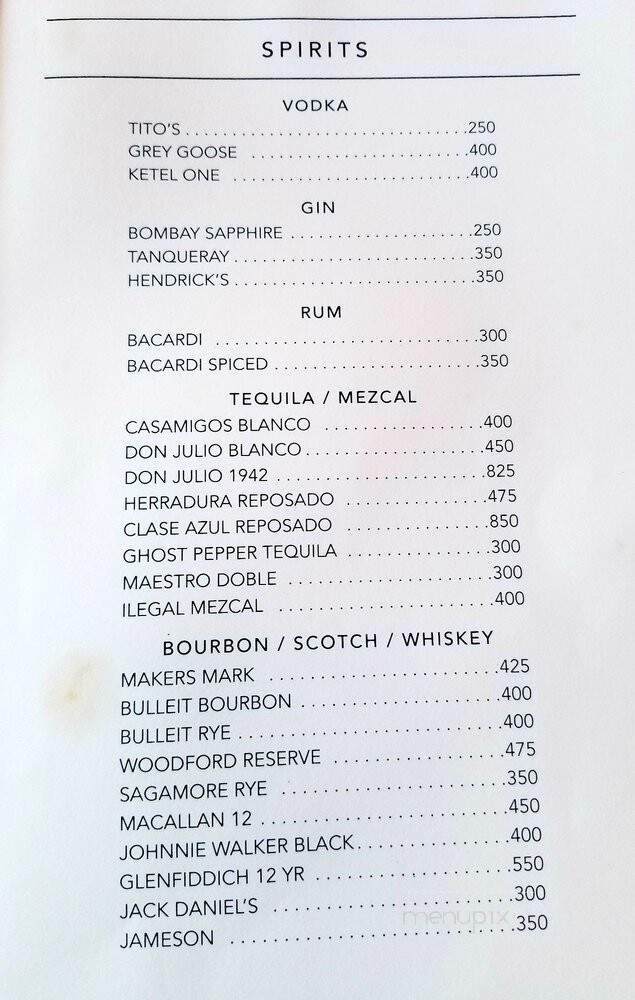 SPIRITS
VODKA
TITO'S . . . . . . . . . . . . . . . . . . . . . . . . . . . . .250
GREY GOOSE . . . . . . . . . . . . . . . . . . . . . .400
KETEL ONE . . . . . . . . . . . . . . . . . . . . . . . .400
GIN
BOMBAY SAPPHIRE . . . . . . . . . . . . . . . . . .250
TANQUERAY . . . . . . . . . . . . . . . . . . . . . . . .350
HENDRICK'S . . . . . . . . . . . . . . . . . . . . . . . .350
RUM
BACARDI . . . . . . . . . . . . . . . . . . . . . . . . . .300
BACARDI SPICED . . . . . . . . . . . . . . . . . . . .350
TEQUILA / MEZCAL
CASAMIGOS BLANCO . . . . . . . . . . . . . . . .400
DON JULIO BLANCO . . . . . . . . . . . . . . . . . .450
DON JULIO 1942 . . . . . . . . . . . . . . . . . . . . .825
HERRADURA REPOSADO . . . . . . . . . . . . . .475
CLASE AZUL REPOSADO . . . . . . . . . . . . . .850
GHOST PEPPER TEQUILA . . . . . . . . . . . . . .300
MAESTRO DOBLE . . . . . . . . . . . . . . . . . . . .300
ILEGAL MEZCAL . . . . . . . . . . . . . . . . . . . . .400
BOURBON / SCOTCH / WHISKEY
MAKERS MARK . . . . . . . . . . . . . . . . . . . . . .425
BULLEIT BOURBON . . . . . . . . . . . . . . . . . . .400
BULLEIT RYE . . . . . . . . . . . . . . . . . . . . . . . . .400
WOODFORD RESERVE . . . . . . . . . . . . . . . .475
SAGAMORE RYE . . . . . . . . . . . . . . . . . . . . .350
MACALLAN 12 . . . . . . . . . . . . . . . . . . . . . . .450
JOHNNIE WALKER BLACK. . . . . . . . . . . . . .400
GLENFIDDICH 12 YR . . . . . . . . . . . . . . . . . .550
JACK DANIEL'S . . . . . . . . . . . . . . . . . . . . . .300
menupix
JAMESON . . . . . . . . . . . . . . . . . . . . . . . . . .350